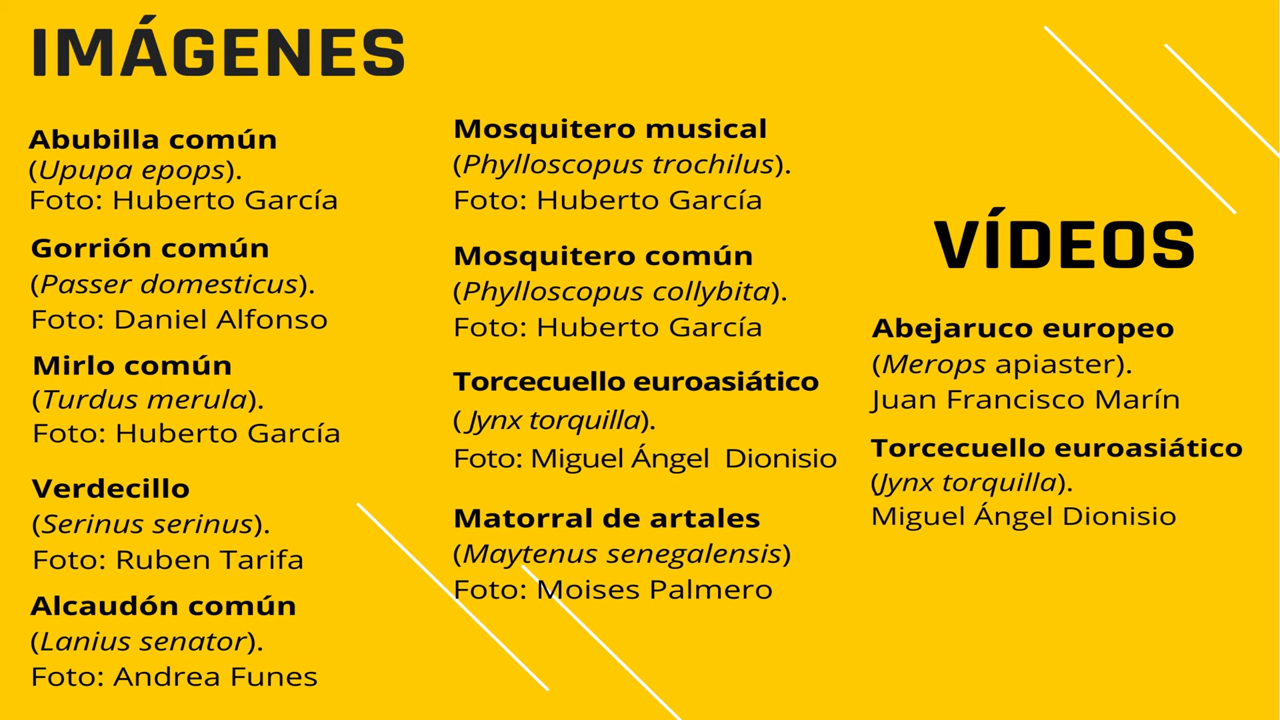 IMÁGENES
Abubilla común
(Upupa epops).
Foto: Huberto García
Gorrión común
(Passer domesticus).
Foto: Daniel Alfonso
Mirlo común
(Turdus merula).
Foto: Huberto García
Verdecillo
(Serinus serinus).
Foto: Ruben Tarifa
Alcaudón común
(Lanius senator).
Foto: Andrea Funes
Mosquitero musical
(Phylloscopus trochilus).
Foto: Huberto García
Mosquitero común
(Phylloscopus collybita).
Foto: Huberto García
Torcecuello euroasiático
( Jynx torquilla).
Foto: Miguel Ángel  Dionisio
Matorral de artales
(Maytenus senegalensis)
Foto: Moises Palmero
VÍDEOS
Abejaruco europeo
(Merops apiaster).
Juan Francisco Marín
Torcecuello euroasiático
(Jynx torquilla).
Miguel Ángel Dionisio